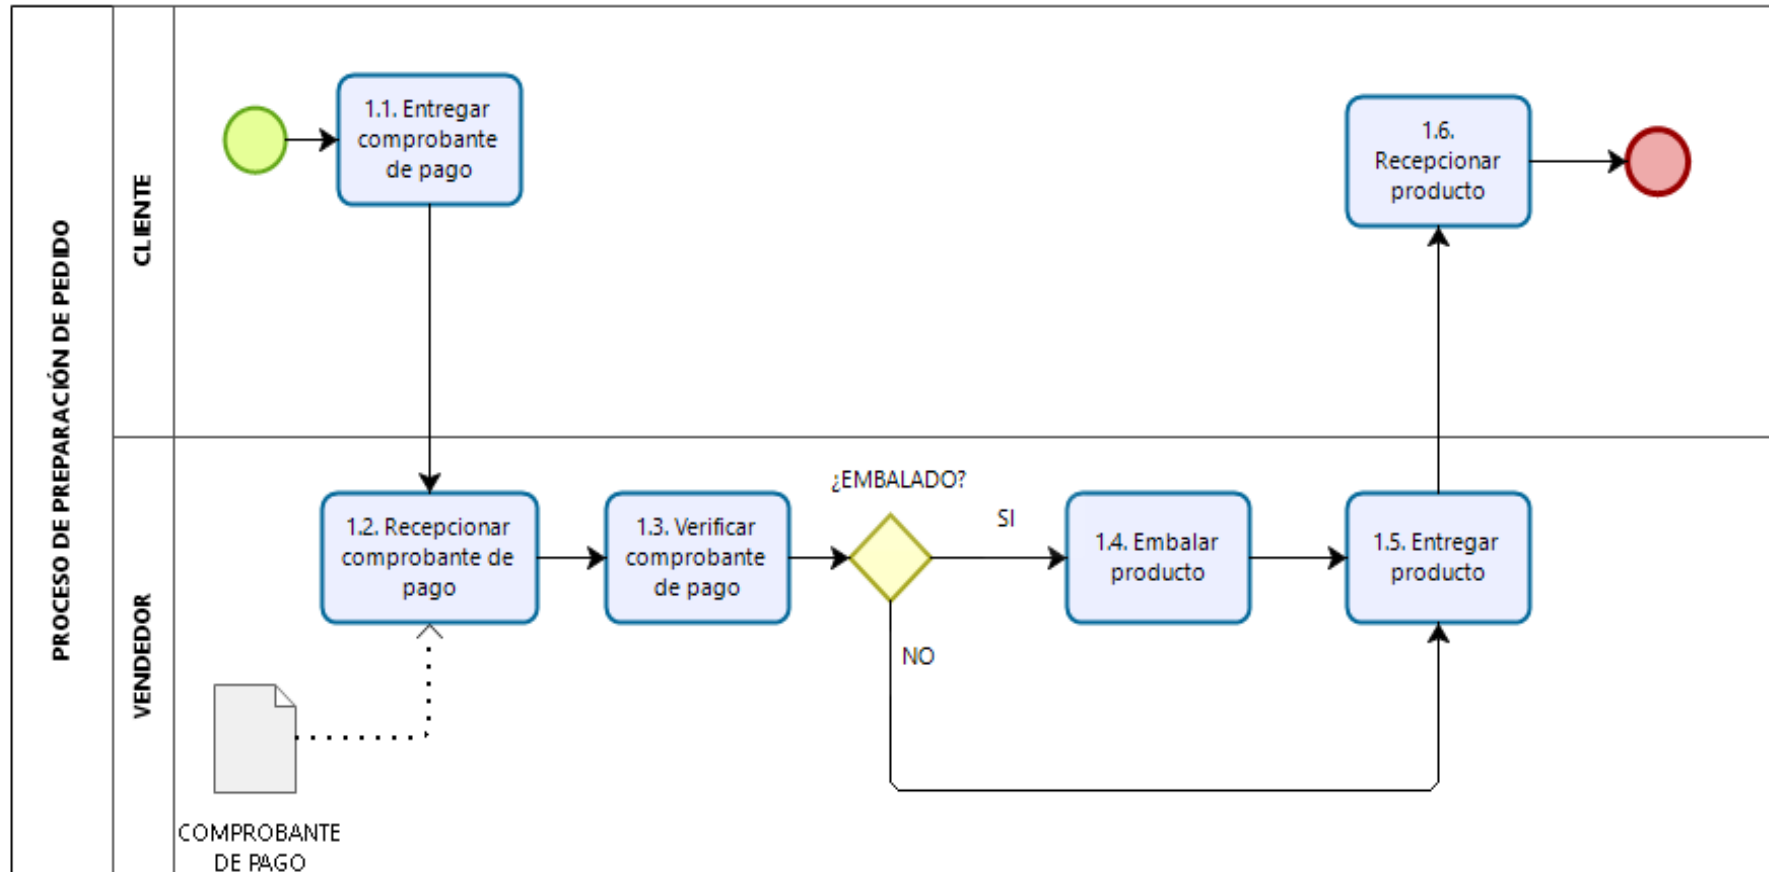 PROCESO DE PREPARACIÓN DE PEDIDO
CLIENTE
1.1. Entregar
comprobante
de pago
1.6.
Recepcionar
producto
VENDEDOR
1.2. Recepcionar
comprobante de
pago
1.3. Verificar
comprobante
de pago
¿EMBALADO?
SI
NO
1.4. Embalar
producto
1.5. Entregar
producto
COMPROBANTE
DE PAGO